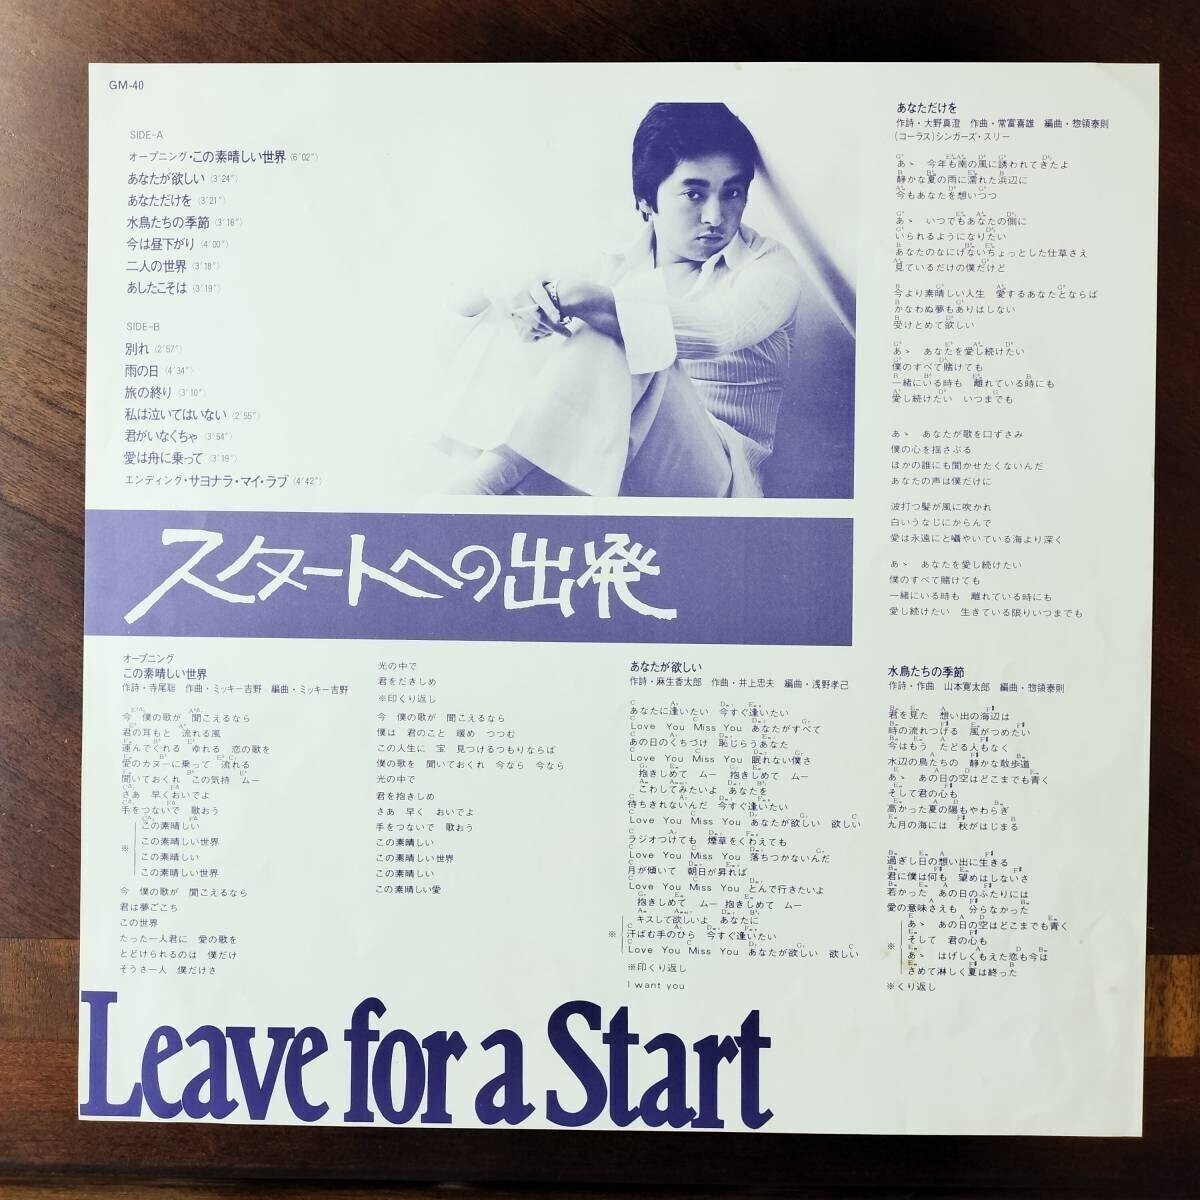 GM-40
SIDE-A
オープニング・この素晴しい世界(6'02")
あなたが欲しい(3'24")
あなただけを(3'21")
水鳥たちの季節(3'16")
今は昼下がり(4'00")
二人の世界(3'18")
あしたこそは(3'19")
SIDE-B
別れ(2'57")
雨の日(4'34")
旅の終り(3'10")
私は泣いてはいない(2'55")
君がいなくちゃ(3'54")
愛は舟に乗って(3'19")
エンディング・サヨナラ・マイ・ラブ(4'42")
スタートへの出発
オープニング
この素晴しい世界
作詩・寺尾聡 作曲・ミッキー吉野 編曲・ミッキー吉野
今 僕の歌が 聞こえるなら
君の耳もと 流れる風
運んでくれる ゆれる 恋の歌を
愛のカヌーに乗って 流れる
聞いておくれ この気持 ムー
さあ 早くおいでよ
手をつないで 歌おう
※
この素晴しい
この素晴しい世界
この素晴しい
この素晴しい世界
今 僕の歌が 聞こえるなら
君は夢ごこち
この世界
たった一人君に 愛の歌を
とどけられるのは 僕だけ
そうさ一人 僕だけさ
光の中で
君をだきしめ
※印くり返し
今 僕の歌が 聞こえるなら
僕は 君のこと 暖め つつむ
この人生に 宝 見つけるつもりならば
僕の歌を 聞いておくれ 今なら 今なら
光の中で
君を抱きしめ
さあ 早く おいでよ
手をつないで 歌おう
この素晴しい
この素晴しい世界
この素晴しい
この素晴しい愛
あなたが欲しい
作詩・麻生香太郎 作曲・井上忠夫 編曲・浅野孝己
あなたに逢いたい 今すぐ逢いたい
Love You Miss You あなたがすべて
あの日のくちづけ 恥じらうあなた
Love You Miss You 眠れない僕さ
抱きしめて ムー 抱きしめて ムー
こわしてみたいよ あなたを
待ちきれないんだ 今すぐ逢いたい
Love You Miss You あなたが欲しい 欲しい
ラジオつけても 煙草をくわえても
Love You Miss You 落ちつかないんだ
月が傾いて 朝日が昇れば
Love You Miss You とんで行きたいよ
抱きしめて ムー 抱きしめて ムー
キスして欲しいよ あなたに
※ 汗ばむ手のひら 今すぐ逢いたい
Love You Miss You あなたが欲しい 欲しい
※印くり返し
I want you
あなただけを
作詩・大野真澄 作曲・常富喜雄 編曲・惣領泰則
(コーラス)シンガーズ・スリー
あゝ 今年も南の風に誘われてきたよ
静かな夏の雨に濡れた浜辺に
今もあなたを想いつつ
あゝ いつでもあなたの側に
いられるようになりたい
あなたのなにげないちょっとした仕草さえ
見ているだけの僕だけど
今より素晴しい人生 愛するあなたとならば
かなわぬ夢もありはしない
受けとめて欲しい
あゝ あなたを愛し続けたい
僕のすべて賭けても
一緒にいる時も 離れている時にも
愛し続けたい いつまでも
あゝ あなたが歌を口ずさみ
僕の心を揺さぶる
ほかの誰にも聞かせたくないんだ
あなたの声は僕だけに
波打つ髪が風に吹かれ
白いうなじにからんで
愛は永遠にと囁やいている海より深く
あゝ あなたを愛し続けたい
僕のすべて賭けても
一緒にいる時も 離れている時にも
愛し続けたい 生きている限りいつまでも
水鳥たちの季節
作詩・作曲 山本寛太郎 編曲・惣領泰則
君を見た 想い出の海辺は
時の流れつげる 風がつめたい
今はもう たどる人もなく
水辺の鳥たちの 静かな散歩道
あゝ あの日の空はどこまでも青く
そして君の心も
高かった夏の陽もやわらぎ
九月の海には 秋がはじまる
過ぎし日の想い出に生きる
君に僕は何も 望めはしないさ
若かった あの日のふたりには
愛の意味さえも 分らなかった
あゝ あの日の空はどこまでも青く
※ そして 君の心も
あゝ はげしくもえた恋も今は
さめて淋しく夏は終った
※くり返し
Leave for a Start